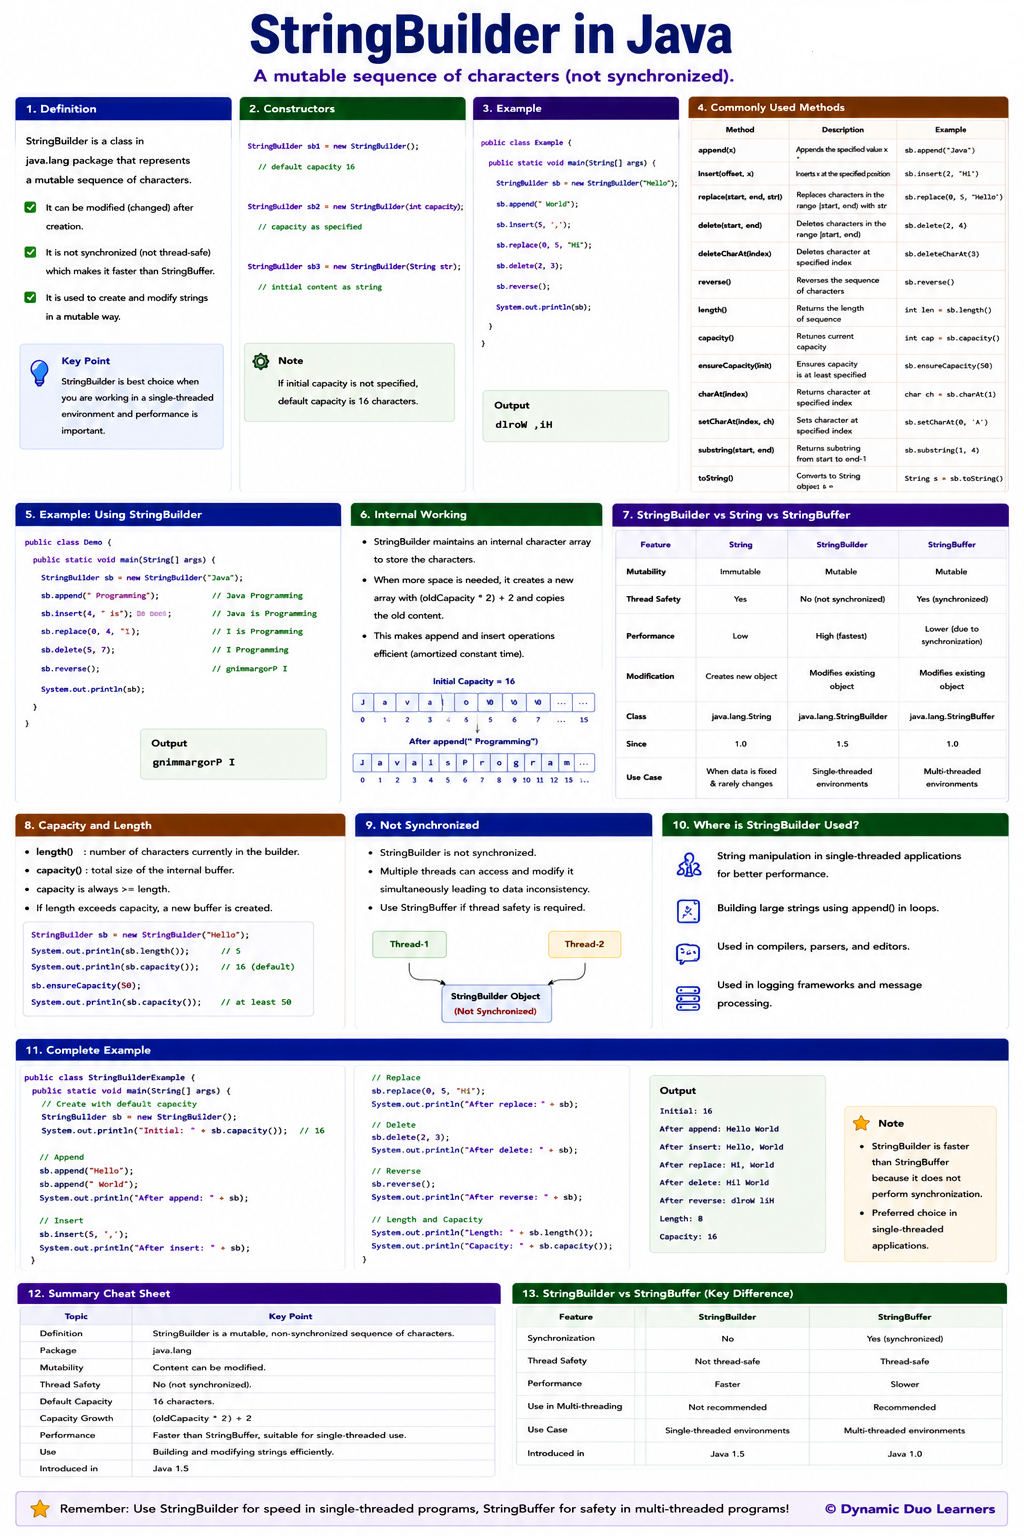 StringBuilder in Java
A mutable sequence of characters (not synchronized).
1. Definition
StringBuilder is a class in
java.lang package that represents
a mutable sequence of characters.
It can be modified (changed) after
creation.
It is not synchronized (not thread-safe)
which makes it faster than StringBuffer.
It is used to create and modify strings
in a mutable way.
Key Point
StringBuilder is best choice when
you are working in a single-threaded
environment and performance is
important.
2. Constructors
StringBuilder sb1 = new StringBuilder();
// default capacity 16
StringBuilder sb2 = new StringBuilder(int capacity);
// capacity as specified
StringBuilder sb3 = new StringBuilder(String str);
// initial content as string
Note
If initial capacity is not specified,
default capacity is 16 characters.
3. Example
public class Example {
public static void main(String[] args) {
StringBuilder sb = new StringBuilder("Hello");
sb.append(" World");
sb.insert(5, ',');
sb.replace(0, 5, "Hi");
sb.delete(2, 3);
sb.reverse();
System.out.println(sb);
}
}
Output
dlroW ,iH
4. Commonly Used Methods
Method Description Example
append(x) Appends the specified value x sb.append("Java")
insert(offset, x) Inserts x at the specified position sb.insert(2, "Hi")
replace(start, end, str) Replaces characters in the sb.replace(0, 5, "Hello")
range [start, end) with str
delete(start, end) Deletes characters in the sb.delete(2, 4)
range [start, end)
deleteCharAt(index) Deletes character at sb.deleteCharAt(3)
specified index
reverse() Reverses the sequence sb.reverse()
of characters
length() Returns the length int len = sb.length()
of sequence
capacity() Returnes current int cap = sb.capacity()
capacity
ensureCapacity(init) Ensures capacity sb.ensureCapacity(50)
is at least specified
charAt(index) Returns character at char ch = sb.charAt(1)
specified index
setCharAt(index, ch) Sets character at sb.setCharAt(0, 'A')
specified index
substring(start, end) Returns substring sb.substring(1, 4)
from start to end-1
toString() Converts to String String s = sb.toString()
object
5. Example: Using StringBuilder
public class Demo {
public static void main(String[] args) {
StringBuilder sb = new StringBuilder("Java");
sb.append(" Programming"); // Java Programming
sb.insert(4, " is"); // Java is Programming
sb.replace(0, 4, "I"); // I is Programming
sb.delete(5, 7); // I Programming
sb.reverse(); // gnimmargorP I
System.out.println(sb);
}
}
Output
gnimmargorP I
6. Internal Working
• StringBuilder maintains an internal character array
to store the characters.
• When more space is needed, it creates a new
array with (oldCapacity * 2) + 2 and copies
the old content.
• This makes append and insert operations
efficient (amortized constant time).
Initial Capacity = 16
J a v a o \0 \0 \0 ... ...
0 1 2 3 4 6 5 6 7 ... 15
After append(" Programming")
J a v a I s P r o g r a m ... ...
0 1 2 3 4 5 6 7 8 9 10 11 12 15 ...
7. StringBuilder vs String vs StringBuffer
Feature String StringBuilder StringBuffer
Mutability Immutable Mutable Mutable
Thread Safety Yes No (not synchronized) Yes (synchronized)
Performance Low High (fastest) Lower (due to
synchronization)
Modification Creates new object Modifies existing Modifies existing
object object
Class java.lang.String java.lang.StringBuilder java.lang.StringBuffer
Since 1.0 1.5 1.0
Use Case When data is fixed Single-threaded Multi-threaded
& rarely changes environments environments
8. Capacity and Length
• length() : number of characters currently in the builder.
• capacity() : total size of the internal buffer.
• capacity is always >= length.
• If length exceeds capacity, a new buffer is created.
StringBuilder sb = new StringBuilder("Hello");
System.out.println(sb.length()); // 5
System.out.println(sb.capacity()); // 16 (default)
sb.ensureCapacity(50);
System.out.println(sb.capacity()); // at least 50
9. Not Synchronized
• StringBuilder is not synchronized.
• Multiple threads can access and modify it
simultaneously leading to data inconsistency.
• Use StringBuffer if thread safety is required.
Thread-1
Thread-2
StringBuilder Object
(Not Synchronized)
10. Where is StringBuilder Used?
String manipulation in single-threaded applications
for better performance.
Building large strings using append() in loops.
Used in compilers, parsers, and editors.
Used in logging frameworks and message
processing.
11. Complete Example
public class StringBuilderExample {
public static void main(String[] args) {
// Create with default capacity
StringBuilder sb = new StringBuilder();
System.out.println("Initial: " + sb.capacity()); // 16
// Append
sb.append("Hello");
sb.append(" World");
System.out.println("After append: " + sb);
// Insert
sb.insert(5, ',');
System.out.println("After insert: " + sb);
}
// Replace
sb.replace(0, 5, "Hi");
System.out.println("After replace: " + sb);
// Delete
sb.delete(2, 3);
System.out.println("After delete: " + sb);
// Reverse
sb.reverse();
System.out.println("After reverse: " + sb);
// Length and Capacity
System.out.println("Length: " + sb.length());
System.out.println("Capacity: " + sb.capacity());
}
Output
Initial: 16
After append: Hello World
After insert: Hello, World
After replace: Hi, World
After delete: Hil World
After reverse: dlroW liH
Length: 8
Capacity: 16
Note
• StringBuilder is faster
than StringBuffer
because it does not
perform synchronization.
• Preferred choice in
single-threaded
applications.
12. Summary Cheat Sheet
Topic Key Point
Definition StringBuilder is a mutable, non-synchronized sequence of characters.
Package java.lang
Mutability Content can be modified.
Thread Safety No (not synchronized).
Default Capacity 16 characters.
Capacity Growth (oldCapacity * 2) + 2
Performance Faster than StringBuffer, suitable for single-threaded use.
Use Building and modifying strings efficiently.
Introduced in Java 1.5
13. StringBuilder vs StringBuffer (Key Difference)
Feature StringBuilder StringBuffer
Synchronization No Yes (synchronized)
Thread Safety Not thread-safe Thread-safe
Performance Faster Slower
Use in Multi-threading Not recommended Recommended
Use Case Single-threaded environments Multi-threaded environments
Introduced in Java 1.5 Java 1.0
Remember: Use StringBuilder for speed in single-threaded programs, StringBuffer for safety in multi-threaded programs!
© Dynamic Duo Learners